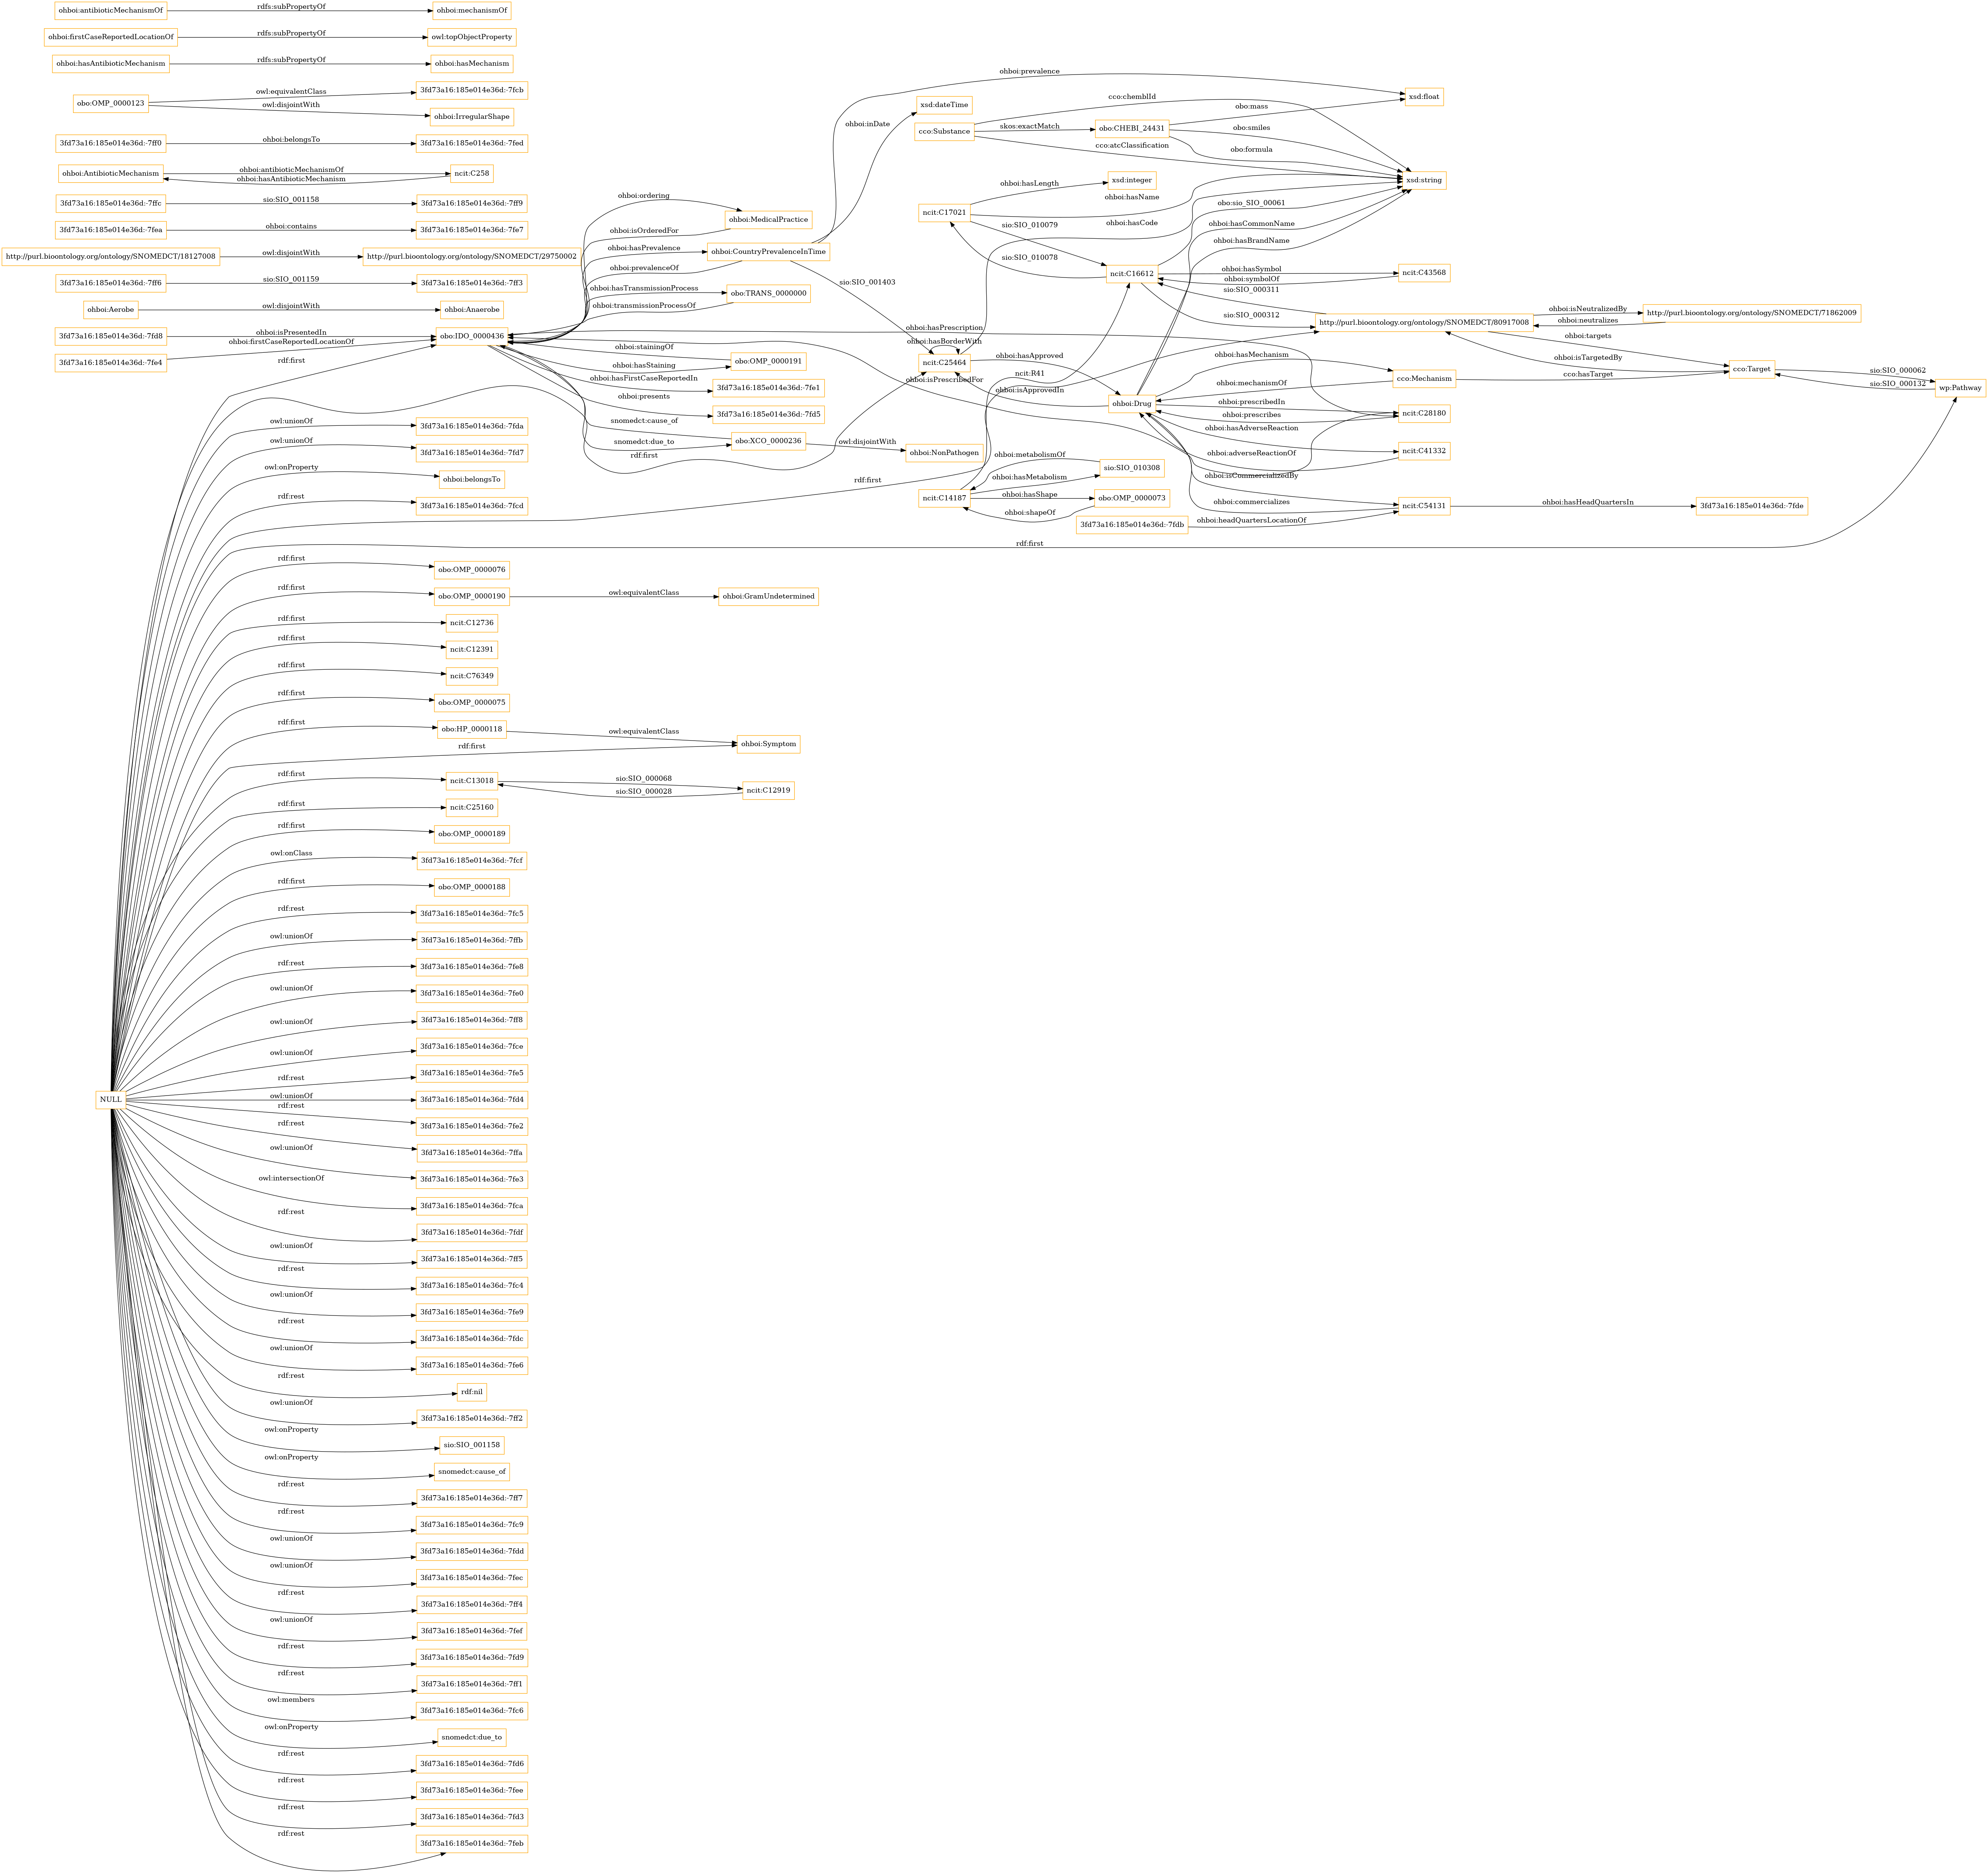 ohboi:antibioticMechanismOf
rdfs:subPropertyOf
ohboi:mechanismOf
ohboi:firstCaseReportedLocationOf
rdfs:subPropertyOf
owl:topObjectProperty
ohboi:hasAntibioticMechanism
rdfs:subPropertyOf
ohboi:hasMechanism
obo:OMP_0000123
owl:equivalentClass
3fd73a16:185e014e36d:-7fcb
owl:disjointWith
ohboi:IrregularShape
3fd73a16:185e014e36d:-7ff0
ohboi:belongsTo
3fd73a16:185e014e36d:-7fed
ohboi:AntibioticMechanism
ohboi:antibioticMechanismOf
ohboi:hasAntibioticMechanism
ncit:C258
3fd73a16:185e014e36d:-7ffc
sio:SIO_001158
3fd73a16:185e014e36d:-7ff9
3fd73a16:185e014e36d:-7fea
ohboi:contains
3fd73a16:185e014e36d:-7fe7
http://purl.bioontology.org/ontology/SNOMEDCT/18127008
owl:disjointWith
http://purl.bioontology.org/ontology/SNOMEDCT/29750002
3fd73a16:185e014e36d:-7ff6
sio:SIO_001159
3fd73a16:185e014e36d:-7ff3
ohboi:Aerobe
owl:disjointWith
ohboi:Anaerobe
3fd73a16:185e014e36d:-7fd8
ohboi:isPresentedIn
obo:IDO_0000436
3fd73a16:185e014e36d:-7fe4
ohboi:firstCaseReportedLocationOf
rdf:first
ohboi:ordering
ohboi:MedicalPractice
ohboi:isOrderedFor
ohboi:hasPrevalence
ohboi:CountryPrevalenceInTime
ohboi:prevalenceOf
ohboi:hasTransmissionProcess
obo:TRANS_0000000
ohboi:transmissionProcessOf
ohboi:stainingOf
obo:OMP_0000191
ohboi:hasStaining
ohboi:hasFirstCaseReportedIn
3fd73a16:185e014e36d:-7fe1
ohboi:presents
3fd73a16:185e014e36d:-7fd5
snomedct:cause_of
obo:XCO_0000236
snomedct:due_to
owl:disjointWith
ohboi:NonPathogen
rdf:first
ohboi:prevalence
xsd:float
ohboi:inDate
xsd:dateTime
sio:SIO_001403
cco:Substance
cco:chemblId
skos:exactMatch
obo:CHEBI_24431
cco:atcClassification
obo:mass
obo:smiles
obo:formula
xsd:string
ncit:C17021
ohboi:hasLength
xsd:integer
ohboi:hasName
sio:SIO_010079
sio:SIO_010078
ohboi:hasCode
obo:sio_SIO_00061
ohboi:hasCommonName
ohboi:hasBrandName
ncit:C16612
ohboi:hasSymbol
ncit:C43568
ohboi:symbolOf
sio:SIO_000311
sio:SIO_000312
http://purl.bioontology.org/ontology/SNOMEDCT/80917008
ohboi:isNeutralizedBy
http://purl.bioontology.org/ontology/SNOMEDCT/71862009
ohboi:neutralizes
ohboi:targets
ohboi:isTargetedBy
cco:Target
sio:SIO_000062
sio:SIO_000132
wp:Pathway
ohboi:hasPrescription
ohboi:hasBorderWith
ncit:C25464
ohboi:hasApproved
ohboi:isPrescribedFor
ohboi:isApprovedIn
ncit:R41
ohboi:Drug
ohboi:hasMechanism
cco:Mechanism
ohboi:mechanismOf
cco:hasTarget
ohboi:prescribedIn
ncit:C28180
ohboi:prescribes
ohboi:hasAdverseReaction
ncit:C41332
ohboi:adverseReactionOf
ohboi:isCommercializedBy
ohboi:commercializes
ncit:C54131
ohboi:hasHeadQuartersIn
3fd73a16:185e014e36d:-7fde
rdf:first
ncit:C14187
ohboi:metabolismOf
sio:SIO_010308
ohboi:hasMetabolism
ohboi:hasShape
obo:OMP_0000073
ohboi:shapeOf
3fd73a16:185e014e36d:-7fdb
ohboi:headQuartersLocationOf
rdf:first
NULL
owl:unionOf
3fd73a16:185e014e36d:-7fda
owl:unionOf
3fd73a16:185e014e36d:-7fd7
owl:onProperty
ohboi:belongsTo
rdf:rest
3fd73a16:185e014e36d:-7fcd
rdf:first
obo:OMP_0000076
rdf:first
obo:OMP_0000190
owl:equivalentClass
ohboi:GramUndetermined
rdf:first
ncit:C12736
rdf:first
ncit:C12391
rdf:first
ncit:C76349
rdf:first
obo:OMP_0000075
rdf:first
obo:HP_0000118
owl:equivalentClass
ohboi:Symptom
rdf:first
rdf:first
ncit:C13018
sio:SIO_000068
sio:SIO_000028
ncit:C12919
rdf:first
ncit:C25160
rdf:first
obo:OMP_0000189
owl:onClass
3fd73a16:185e014e36d:-7fcf
rdf:first
obo:OMP_0000188
rdf:rest
3fd73a16:185e014e36d:-7fc5
owl:unionOf
3fd73a16:185e014e36d:-7ffb
rdf:rest
3fd73a16:185e014e36d:-7fe8
owl:unionOf
3fd73a16:185e014e36d:-7fe0
owl:unionOf
3fd73a16:185e014e36d:-7ff8
owl:unionOf
3fd73a16:185e014e36d:-7fce
rdf:rest
3fd73a16:185e014e36d:-7fe5
owl:unionOf
3fd73a16:185e014e36d:-7fd4
rdf:rest
3fd73a16:185e014e36d:-7fe2
rdf:rest
3fd73a16:185e014e36d:-7ffa
owl:unionOf
3fd73a16:185e014e36d:-7fe3
owl:intersectionOf
3fd73a16:185e014e36d:-7fca
rdf:rest
3fd73a16:185e014e36d:-7fdf
owl:unionOf
3fd73a16:185e014e36d:-7ff5
rdf:rest
3fd73a16:185e014e36d:-7fc4
owl:unionOf
3fd73a16:185e014e36d:-7fe9
rdf:rest
3fd73a16:185e014e36d:-7fdc
owl:unionOf
3fd73a16:185e014e36d:-7fe6
rdf:rest
rdf:nil
owl:unionOf
3fd73a16:185e014e36d:-7ff2
owl:onProperty
sio:SIO_001158
owl:onProperty
snomedct:cause_of
rdf:rest
3fd73a16:185e014e36d:-7ff7
rdf:rest
3fd73a16:185e014e36d:-7fc9
owl:unionOf
3fd73a16:185e014e36d:-7fdd
owl:unionOf
3fd73a16:185e014e36d:-7fec
rdf:rest
3fd73a16:185e014e36d:-7ff4
owl:unionOf
3fd73a16:185e014e36d:-7fef
rdf:rest
3fd73a16:185e014e36d:-7fd9
rdf:rest
3fd73a16:185e014e36d:-7ff1
owl:members
3fd73a16:185e014e36d:-7fc6
owl:onProperty
snomedct:due_to
rdf:rest
3fd73a16:185e014e36d:-7fd6
rdf:rest
3fd73a16:185e014e36d:-7fee
rdf:rest
3fd73a16:185e014e36d:-7fd3
rdf:rest
3fd73a16:185e014e36d:-7feb